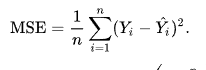 MSE = \frac{1}{n} \sum_{i=1}^{n} (Y_i - \hat{Y}_i)^2.